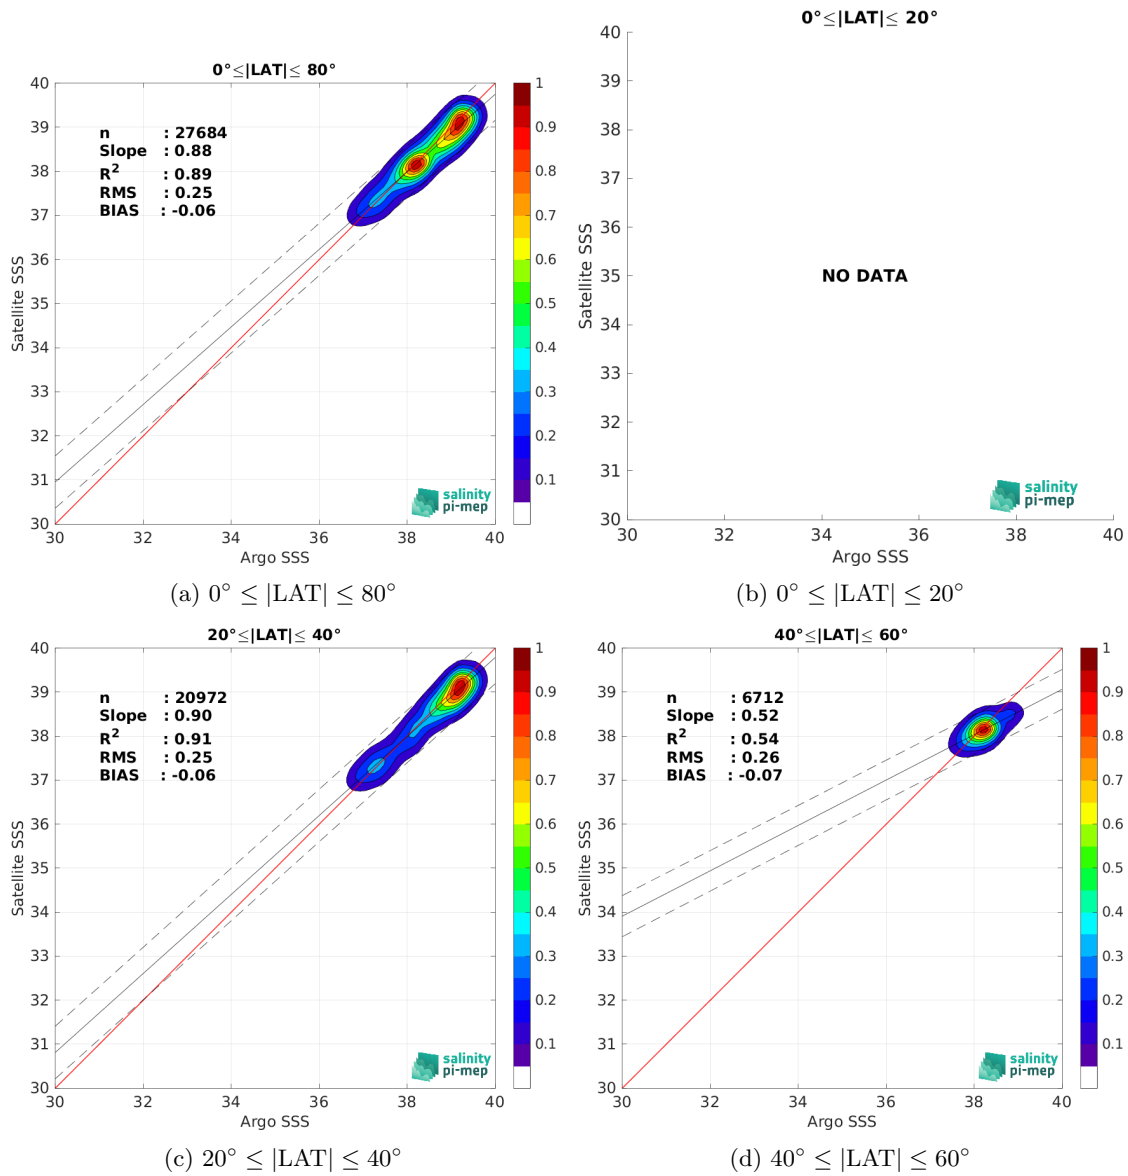 0°≤|LAT|≤ 80°
40
39
38
37
36
35
34
33
32
31
30
Satellite SSS
n : 27684
Slope : 0.88
R² : 0.89
RMS : 0.25
BIAS : -0.06
salinity
pi-mep
30 32 34 36 38 40
Argo SSS
1
0.9
0.8
0.7
0.6
0.5
0.4
0.3
0.2
0.1
(a) 0° ≤ |LAT| ≤ 80°
0°≤|LAT|≤ 20°
40
39
38
37
36
35
34
33
32
31
30
Satellite SSS
NO DATA
salinity
pi-mep
30 32 34 36 38 40
Argo SSS
(b) 0° ≤ |LAT| ≤ 20°
20°≤|LAT|≤ 40°
40
39
38
37
36
35
34
33
32
31
30
Satellite SSS
n : 20972
Slope : 0.90
R² : 0.91
RMS : 0.25
BIAS : -0.06
salinity
pi-mep
30 32 34 36 38 40
Argo SSS
1
0.9
0.8
0.7
0.6
0.5
0.4
0.3
0.2
0.1
(c) 20° ≤ |LAT| ≤ 40°
40°≤|LAT|≤ 60°
40
39
38
37
36
35
34
33
32
31
30
Satellite SSS
n : 6712
Slope : 0.52
R² : 0.54
RMS : 0.26
BIAS : -0.07
salinity
pi-mep
30 32 34 36 38 40
Argo SSS
1
0.9
0.8
0.7
0.6
0.5
0.4
0.3
0.2
0.1
(d) 40° ≤ |LAT| ≤ 60°